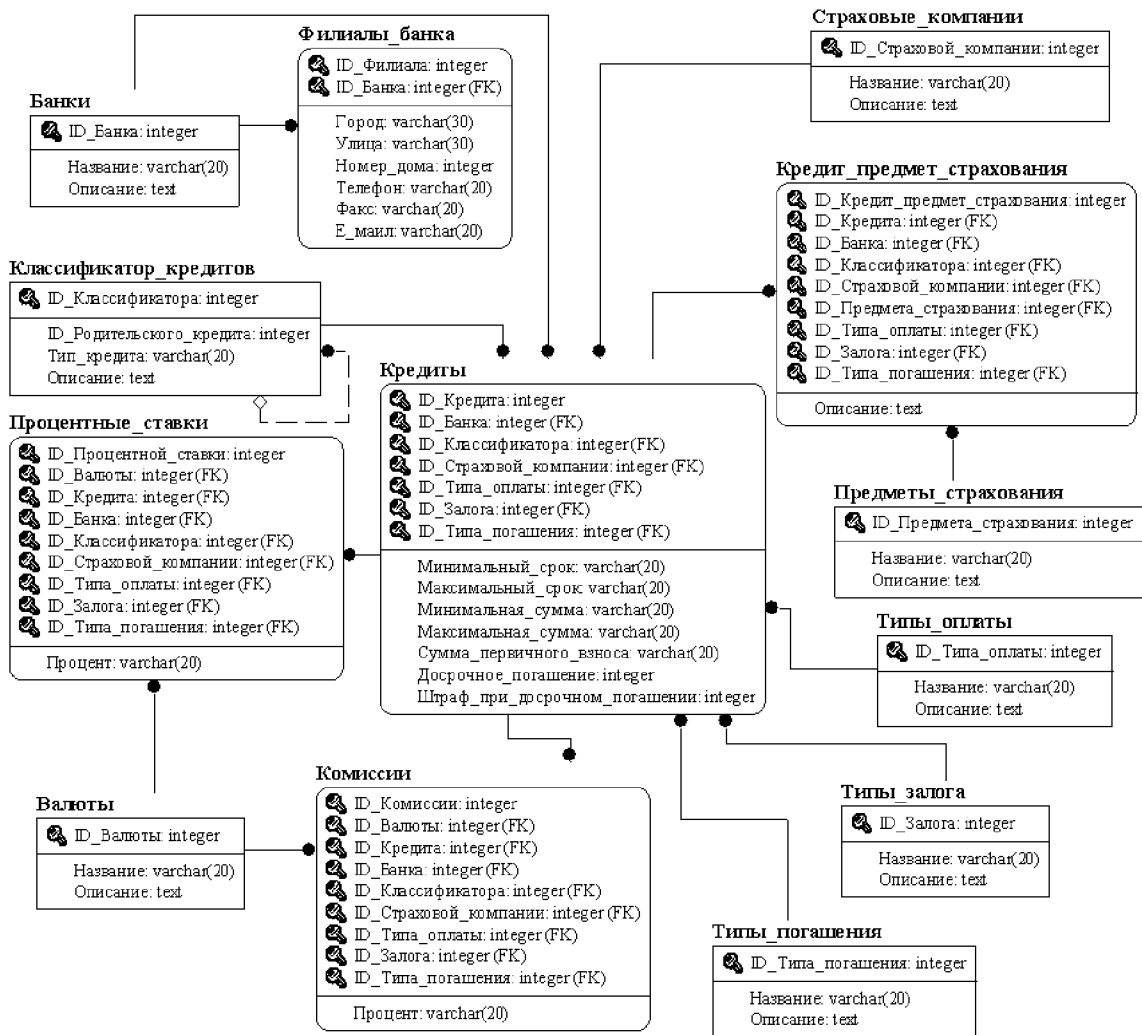 Банки
ID_Банка: integer
Название: varchar(20)
Описание: text
Филиалы_банка
ID_Филиала: integer
ID_Банка: integer(FK)
Город: varchar(30)
Улица: varchar(30)
Номер_дома: integer
Телефон: varchar(20)
Факс: varchar(20)
Е_маил: varchar(20)
Страховые_компании
ID_Страховой_компании: integer
Название: varchar(20)
Описание: text
Кредит_предмет_страхования
ID_Кредит_предмет_страхования: integer
ID_Кредита: integer(FK)
ID_Банка: integer(FK)
ID_Классификатора: integer(FK)
ID_Страховой_компании: integer(FK)
ID_Предмета_страхования: integer(FK)
ID_Типа_оплаты: integer(FK)
ID_Залога: integer(FK)
ID_Типа_погашения: integer(FK)
Описание: text
Классификатор_кредитов
ID_Классификатора: integer
ID_Родительского_кредита: integer
Тип_кредита: varchar(20)
Описание: text
Кредиты
ID_Кредита: integer
ID_Банка: integer(FK)
ID_Классификатора: integer(FK)
ID_Страховой_компании: integer(FK)
ID_Типа_оплаты: integer(FK)
ID_Залога: integer(FK)
ID_Типа_погашения: integer(FK)
Минимальный_срок: varchar(20)
Максимальный_срок: varchar(20)
Минимальная_сумма: varchar(20)
Максимальная_сумма: varchar(20)
Сумма_первичного_взноса: varchar(20)
Досрочное_погашение: integer
Штраф_при_досрочном_погашении: integer
Процентные_ставки
ID_Процентной_ставки: integer
ID_Валюты: integer(FK)
ID_Кредита: integer(FK)
ID_Банка: integer(FK)
ID_Классификатора: integer(FK)
ID_Страховой_компании: integer(FK)
ID_Типа_оплаты: integer(FK)
ID_Залога: integer(FK)
ID_Типа_погашения: integer(FK)
Процент: varchar(20)
Предметы_страхования
ID_Предмета_страхования: integer
Название: varchar(20)
Описание: text
Типы_оплаты
ID_Типа_оплаты: integer
Название: varchar(20)
Описание: text
Валюты
ID_Валюты: integer
Название: varchar(20)
Описание: text
Комиссии
ID_Комиссии: integer
ID_Валюты: integer(FK)
ID_Кредита: integer(FK)
ID_Банка: integer(FK)
ID_Классификатора: integer(FK)
ID_Страховой_компании: integer(FK)
ID_Типа_оплаты: integer(FK)
ID_Залога: integer(FK)
ID_Типа_погашения: integer(FK)
Процент: varchar(20)
Типы_залога
ID_Залога: integer
Название: varchar(20)
Описание: text
Типы_погашения
ID_Типа_погашения: integer
Название: varchar(20)
Описание: text